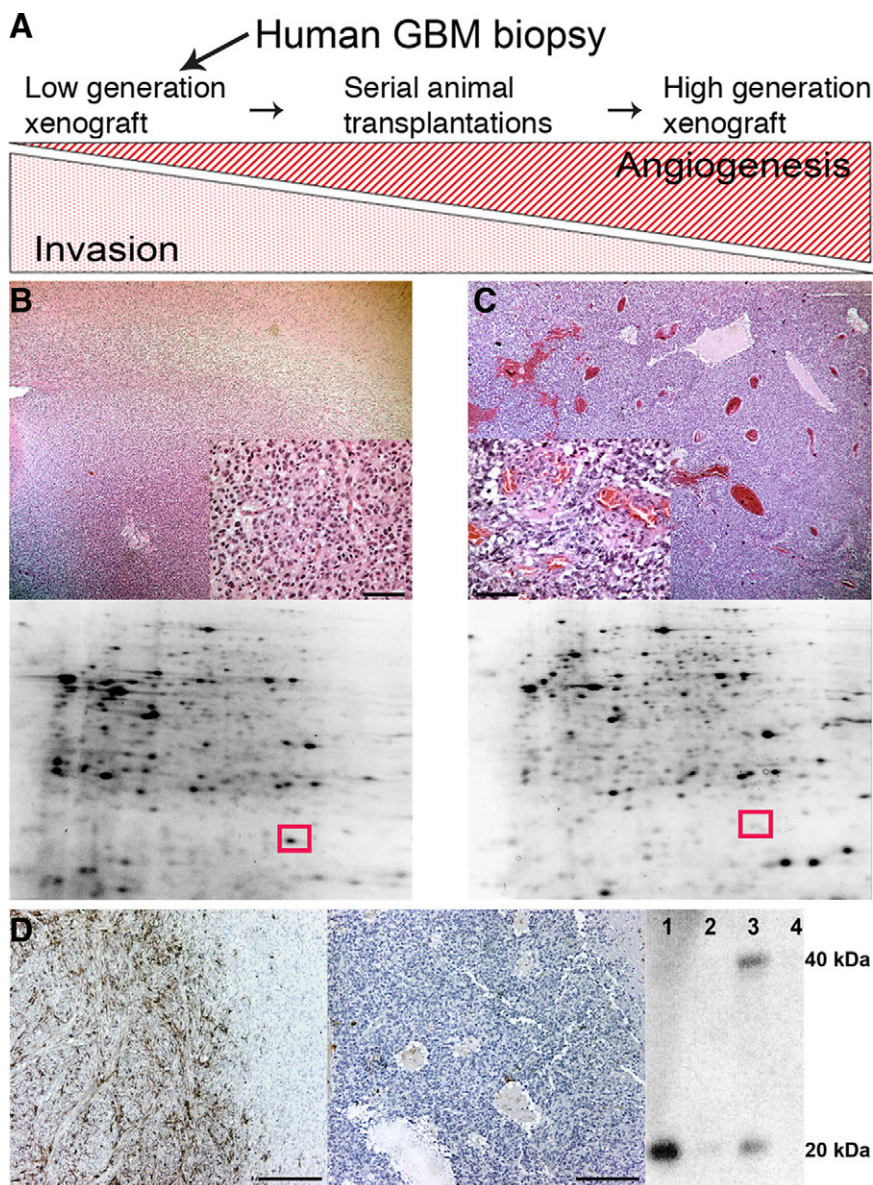 A
Human GBM biopsy
Low generation xenograft → Serial animal transplantations → High generation xenograft
Angiogenesis
Invasion
B
C
D
1 2 3 4
40 kDa
20 kDa